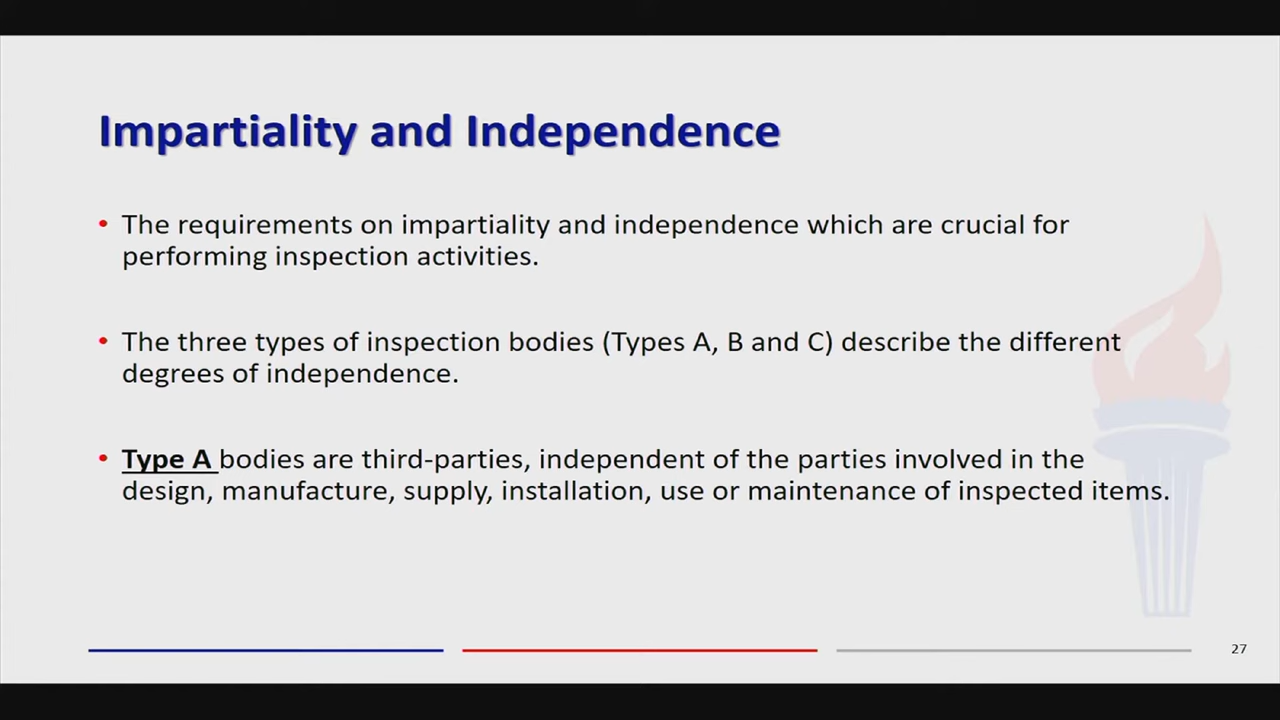 Impartiality and Independence
• The requirements on impartiality and independence which are crucial for
performing inspection activities.
• The three types of inspection bodies (Types A, B and C) describe the different
degrees of independence.
• Type A bodies are third-parties, independent of the parties involved in the
design, manufacture, supply, installation, use or maintenance of inspected items.
27